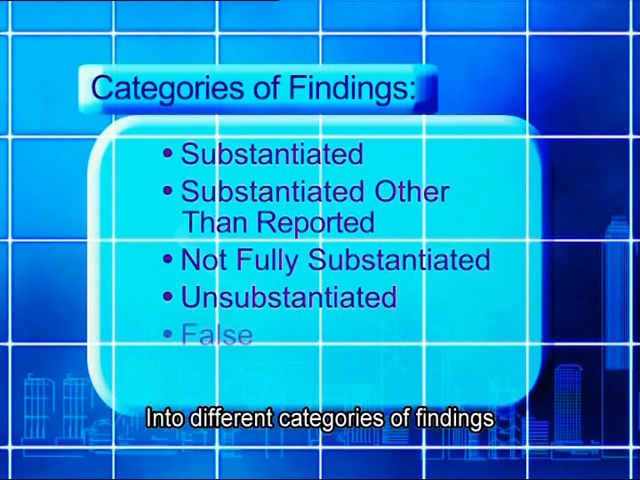 Categories of Findings:
• Substantiated
• Substantiated Other
Than Reported
• Not Fully Substantiated
• Unsubstantiated
• False
Into different categories of findings